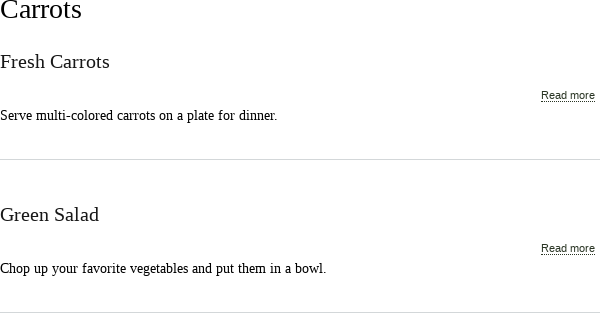 Carrots
Fresh Carrots
Read more
Serve multi-colored carrots on a plate for dinner.
Green Salad
Read more
Chop up your favorite vegetables and put them in a bowl.